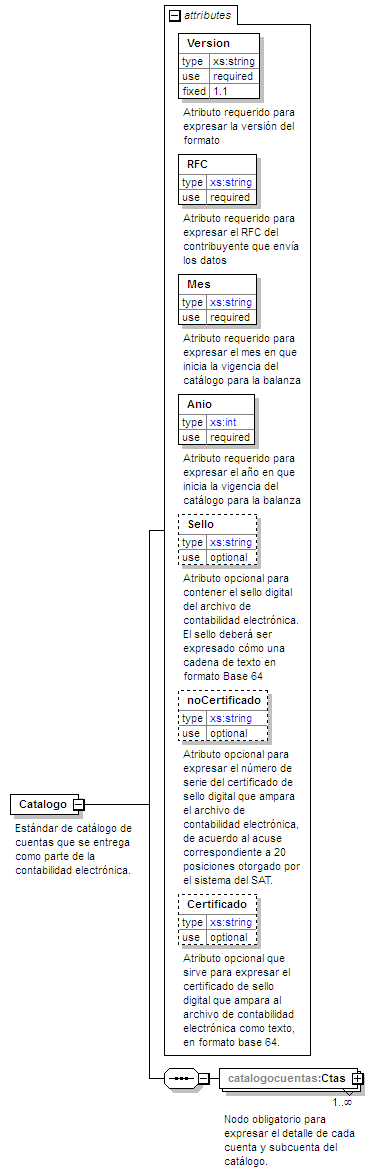 attributes
Version
type xs:string
use required
fixed 1.1
Atributo requerido para
expresar la versión del
formato
RFC
type xs:string
use required
Atributo requerido para
expresar el RFC del
contribuyente que envía
los datos
Mes
type xs:string
use required
Atributo requerido para
expresar el mes en que
inicia la vigencia del
catálogo para la balanza
Anio
type xs:int
use required
Atributo requerido para
expresar el año en que
inicia la vigencia del
catálogo para la balanza
Sello
type xs:string
use optional
Atributo opcional para
contener el sello digital
del archivo de
contabilidad electrónica.
El sello deberá ser
expresado cómo una
cadena de texto en
formato Base 64
noCertificado
type xs:string
use optional
Atributo opcional para
expresar el número de
serie del certificado de
sello digital que ampara
el archivo de
contabilidad electrónica,
de acuerdo al acuse
correspondiente a 20
posiciones otorgado por
el sistema del SAT.
Catalogo
Estándar de catálogo de
cuentas que se entrega
como parte de la
contabilidad electrónica.
Certificado
type xs:string
use optional
Atributo opcional que
sirve para expresar el
certificado de sello
digital que ampara al
archivo de contabilidad
electrónica como texto,
en formato base 64.
catalogocuentas:Ctas
1..∞
Nodo obligatorio para
expresar el detalle de cada
cuenta y subcuenta del
catálogo.